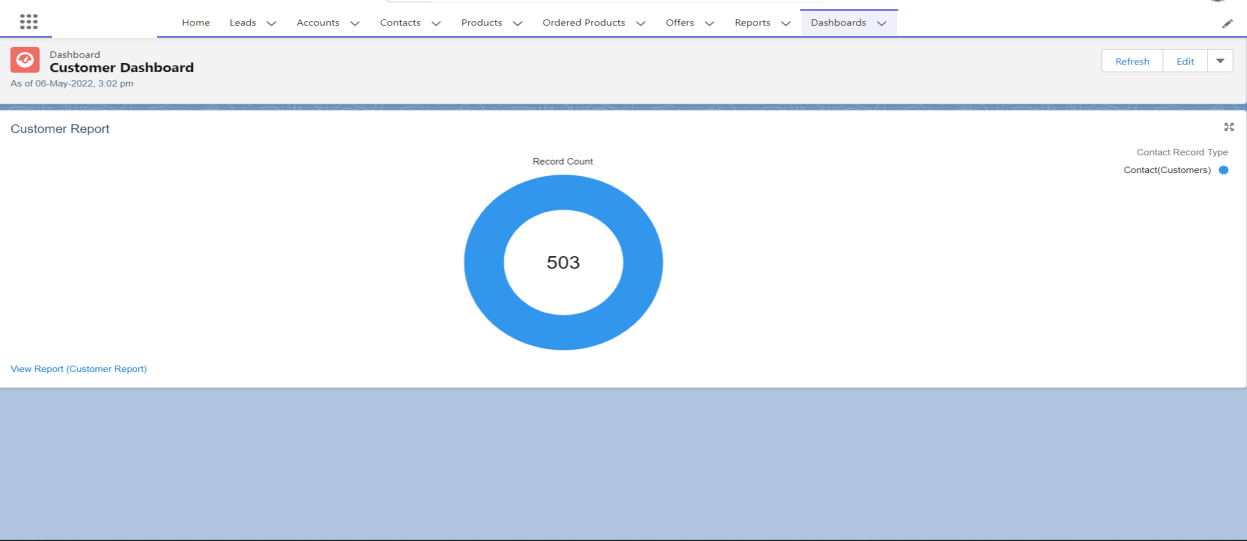 Home Leads Accounts Contacts Products Ordered Products Offers Reports Dashboards
Dashboard
Customer Dashboard
As of 06-May-2022, 3:02 pm
Refresh Edit
Customer Report
Contact Record Type
Record Count
Contact(Customers)
503
View Report (Customer Report)